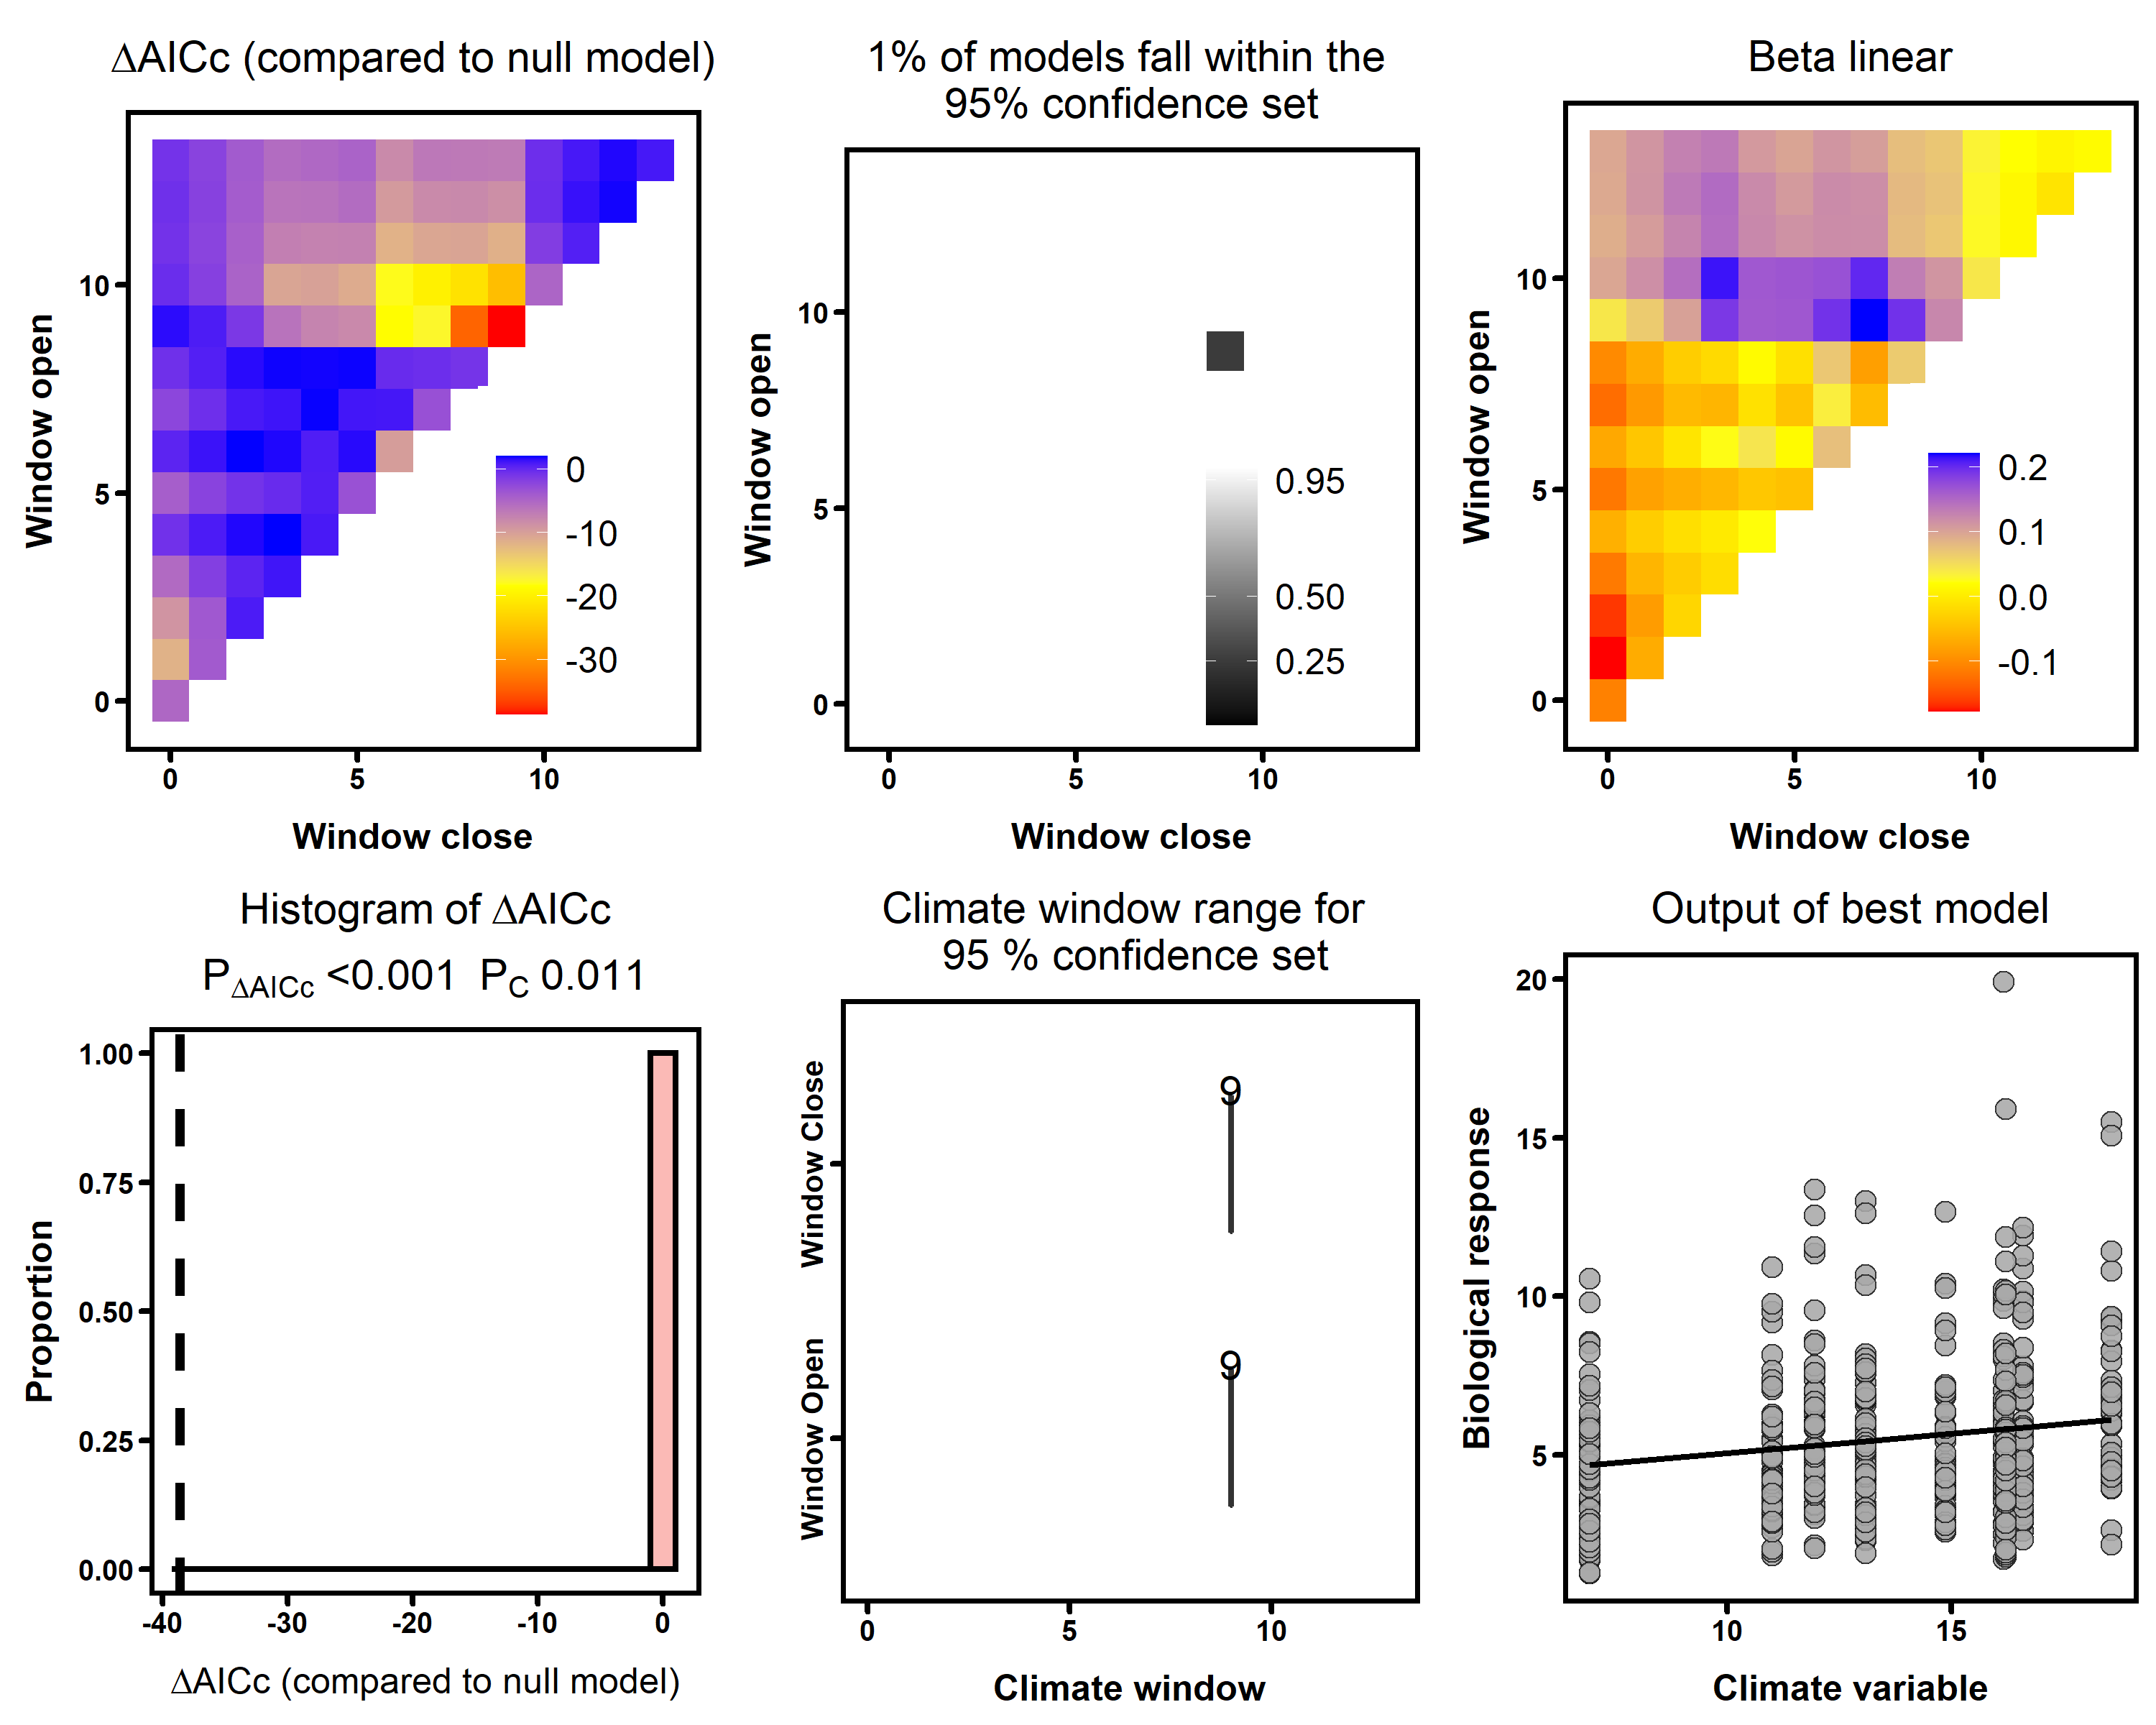 ΔAICc (compared to null model)
Window open
10
5
0
0
-10
-20
-30
0
5
10
Window close
1% of models fall within the
95% confidence set
Window open
10
5
0
0.95
0.50
0.25
0
5
10
Window close
Beta linear
Window open
10
5
0
0.2
0.1
0.0
-0.1
0
5
10
Window close
Histogram of ΔAICc
PΔAICc <0.001 PC 0.011
Proportion
1.00
0.75
0.50
0.25
0.00
-40
-30
-20
-10
0
ΔAICc (compared to null model)
Climate window range for
95 % confidence set
Window Close
Window Open
9
9
0
5
10
Climate window
Output of best model
Biological response
20
15
10
5
10
15
Climate variable